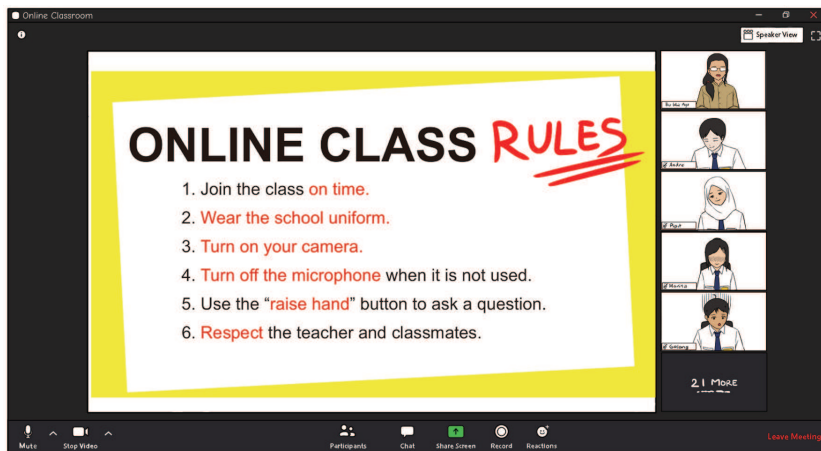 Online Classroom
Speaker View
ONLINE CLASS RULES
1. Join the class on time.
2. Wear the school uniform.
3. Turn on your camera.
4. Turn off the microphone when it is not used.
5. Use the “raise hand” button to ask a question.
6. Respect the teacher and classmates.
Andre
Monita
Galang
21 MORE
Mute
Stop Video
Participants
Chat
Share Screen
Record
Reactions
Leave Meeting